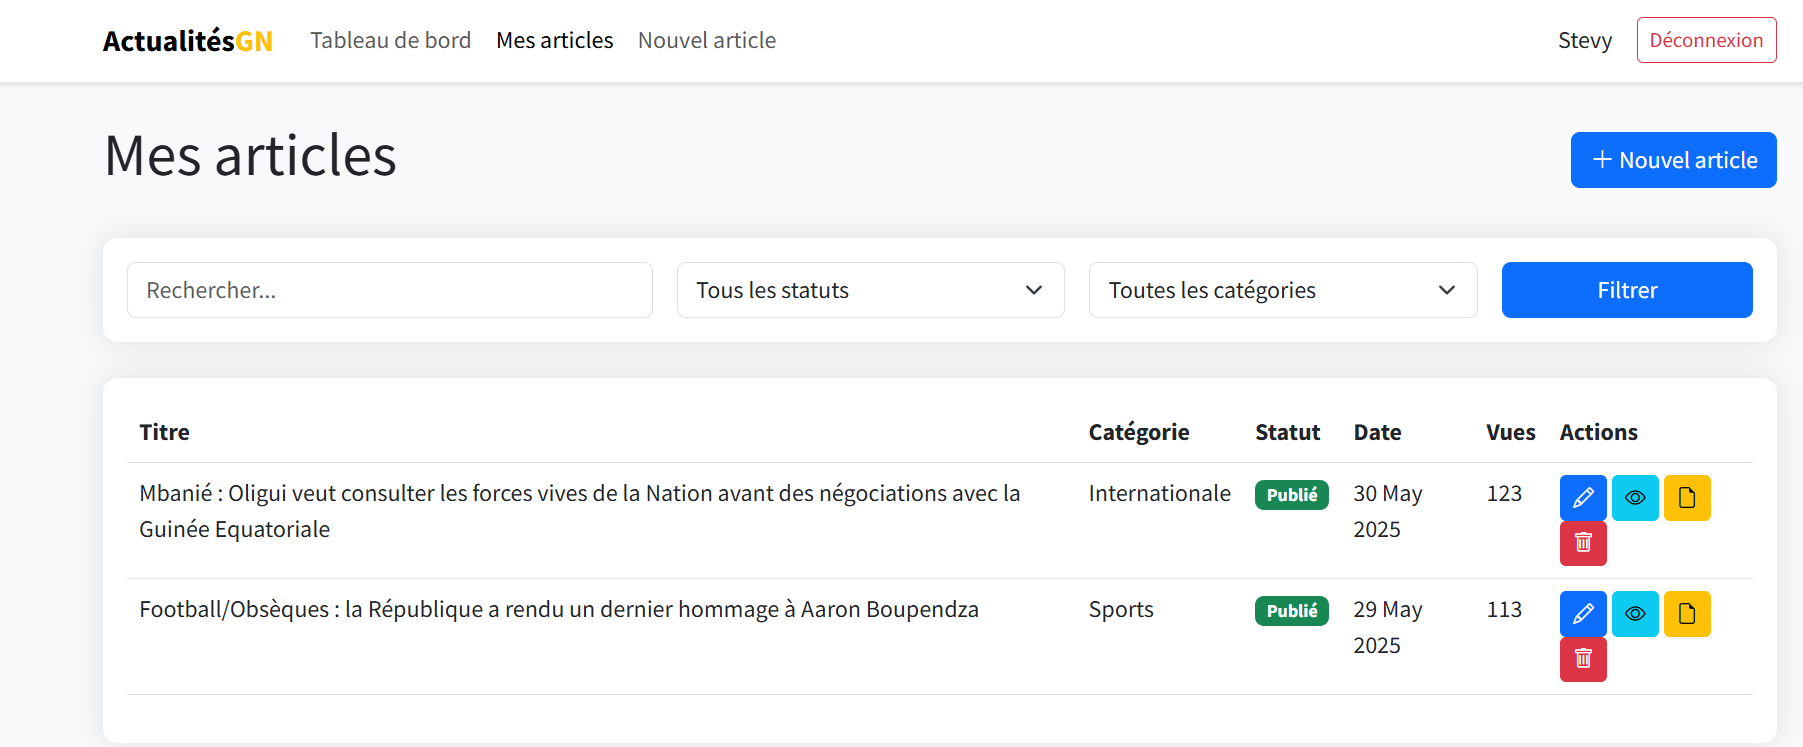 ActualitésGN Tableau de bord Mes articles Nouvel article Stevy Déconnexion
Mes articles
Nouvel article
Rechercher... Tous les statuts Toutes les catégories Filtrer
Titre Catégorie Statut Date Vues Actions
Mbanié : Oligui veut consulter les forces vives de la Nation avant des négociations avec la Internationale Publié 30 May 123
Guinée Equatoriale 2025
Football/Obsèques : la République a rendu un dernier hommage à Aaron Boupendza Sports Publié 29 May 113
2025